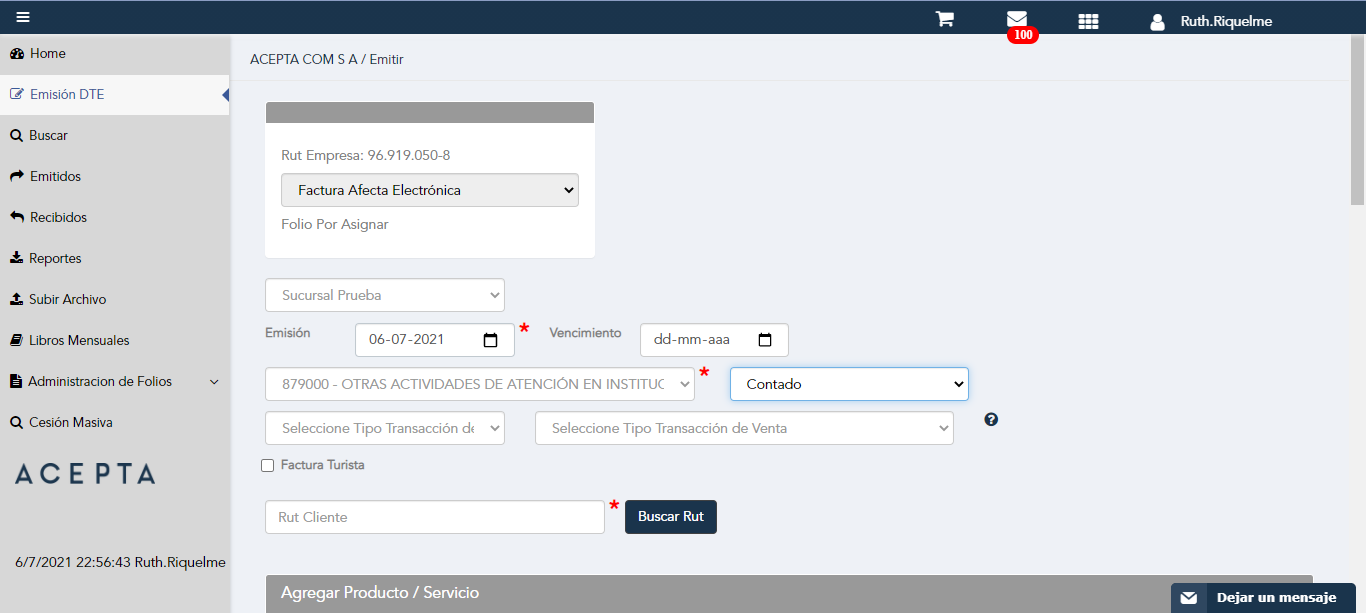 100
Ruth.Riquelme
Home
Emisión DTE
Buscar
Emitidos
Recibidos
Reportes
Subir Archivo
Libros Mensuales
Administracion de Folios
Cesión Masiva
ACEPTA
6/7/2021 22:56:43 Ruth.Riquelme
ACEPTA COM S A / Emitir
Rut Empresa: 96.919.050-8
Factura Afecta Electrónica
Folio Por Asignar
Sucursal Prueba
Emisión 06-07-2021 * Vencimiento dd-mm-aaa
879000 - OTRAS ACTIVIDADES DE ATENCIÓN EN INSTITUC * Contado
Seleccione Tipo Transacción de Seleccione Tipo Transacción de Venta ?
Factura Turista
Rut Cliente * Buscar Rut
Agregar Producto / Servicio
Dejar un mensaje